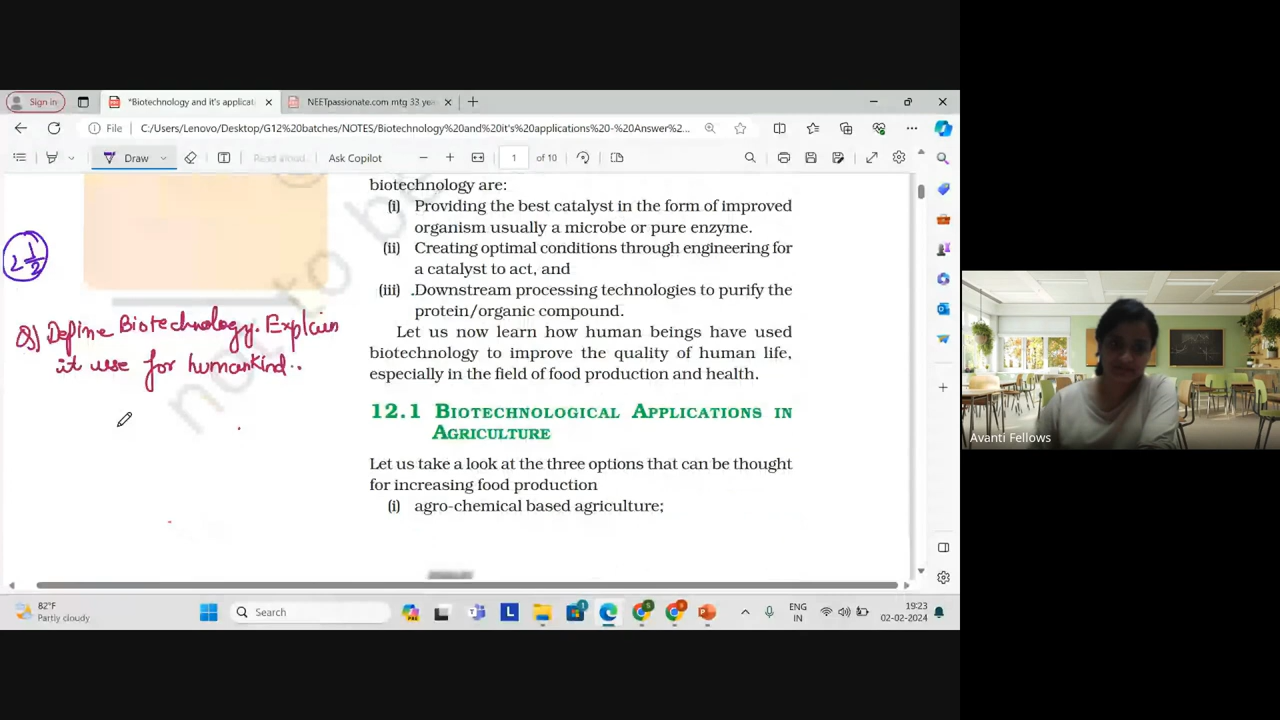 Sign in
*Biotechnology and it's applicati
NEETpassionate.com mtg 33 ye
File
C:/Users/Lenovo/Desktop/G12%20batches/NOTES/Biotechnology%20and%20it's%20applications%20-%20Answer%2...
Draw
Read aloud
Ask Copilot
1 of 10
biotechnology are:
(i) Providing the best catalyst in the form of improved
organism usually a microbe or pure enzyme.
(ii) Creating optimal conditions through engineering for
a catalyst to act, and
(iii) Downstream processing technologies to purify the
protein/organic compound.
Let us now learn how human beings have used
biotechnology to improve the quality of human life,
especially in the field of food production and health.
12.1 BIOTECHNOLOGICAL APPLICATIONS IN
AGRICULTURE
Let us take a look at the three options that can be thought
for increasing food production
(i) agro-chemical based agriculture;
2 1/2
Q) Define Biotechnology. Explain
it use for humankind..
not to be
Avanti Fellows
82°F
Partly cloudy
Search
ENG
IN
19:23
02-02-2024